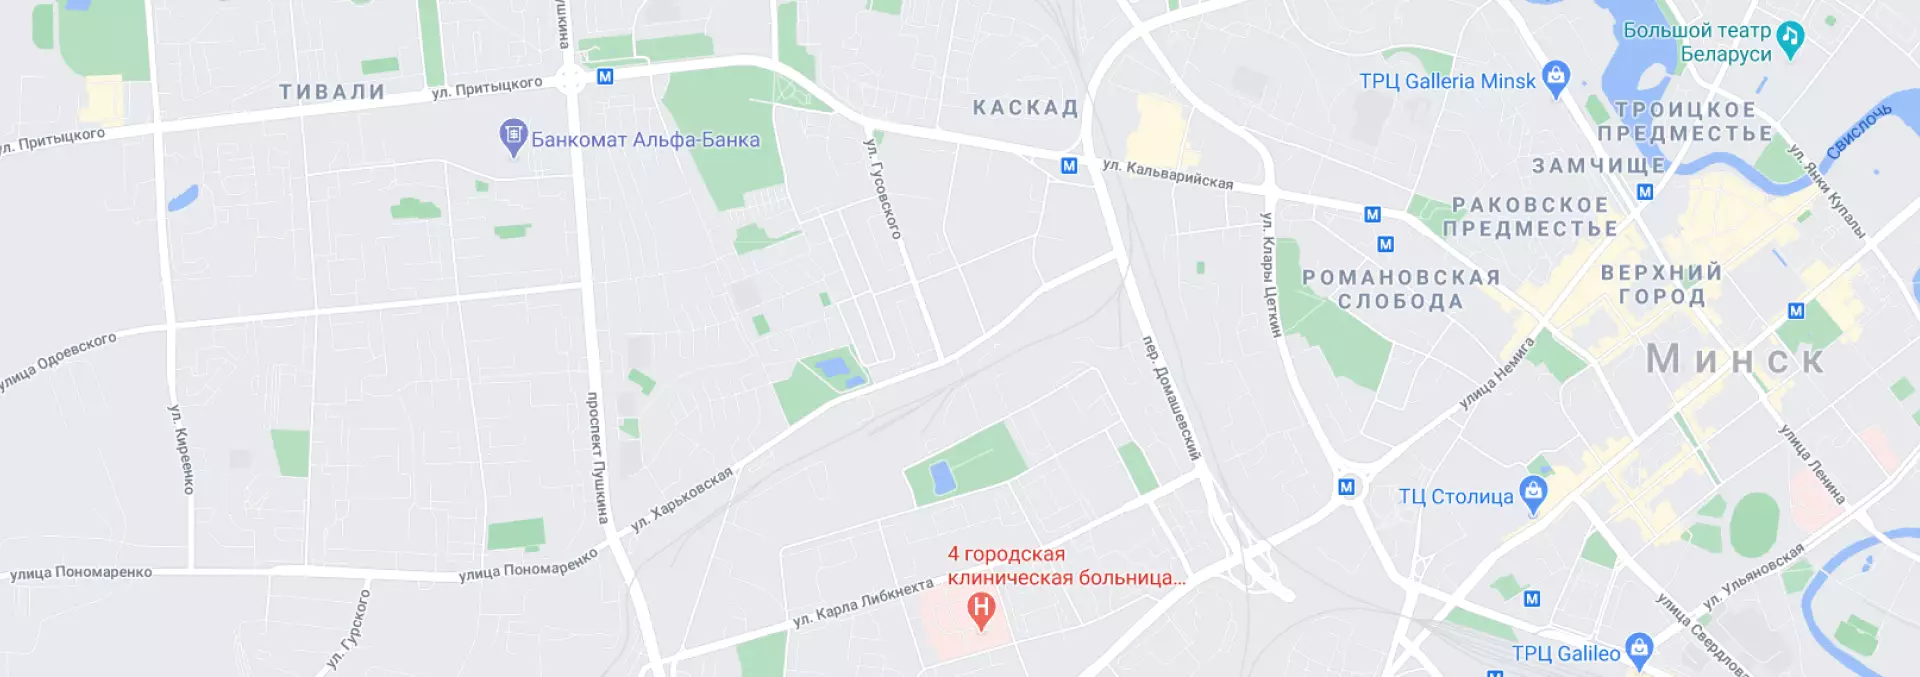 ушкина
Большой театр
Беларуси
ТРЦ Galleria Minsk
ТИВАЛИ
ул. Притыцкого
КАСКАД
ТРОИЦКОЕ
ПРЕДМЕСТЬЕ
Свислочь
ул. Притыцкого
Банкомат Альфа-Банка
ул. Гусовского
ул. Кальварийская
ЗАМЧИЩЕ
ул. Янки Купалы
РАКОВСКОЕ
ПРЕДМЕСТЬЕ
ул. Клары Цеткин
РОМАНОВСКАЯ
СЛОБОДА
ВЕРХНИЙ
ГОРОД
улица Одоевского
пер. Домашевский
Минск
улица Немига
ул. Киреенко
проспект Пушкина
ул. Харьковская
улица Ленина
ТЦ Столица
4 городская
клиническая больница...
улица Пономаренко
улица Пономаренко
ул. Карла Либкнехта
ул. Гурского
ул. Ульяновская
улица Свердлов
ТРЦ Galileo
M
M
M
M
M
M
M
M
H